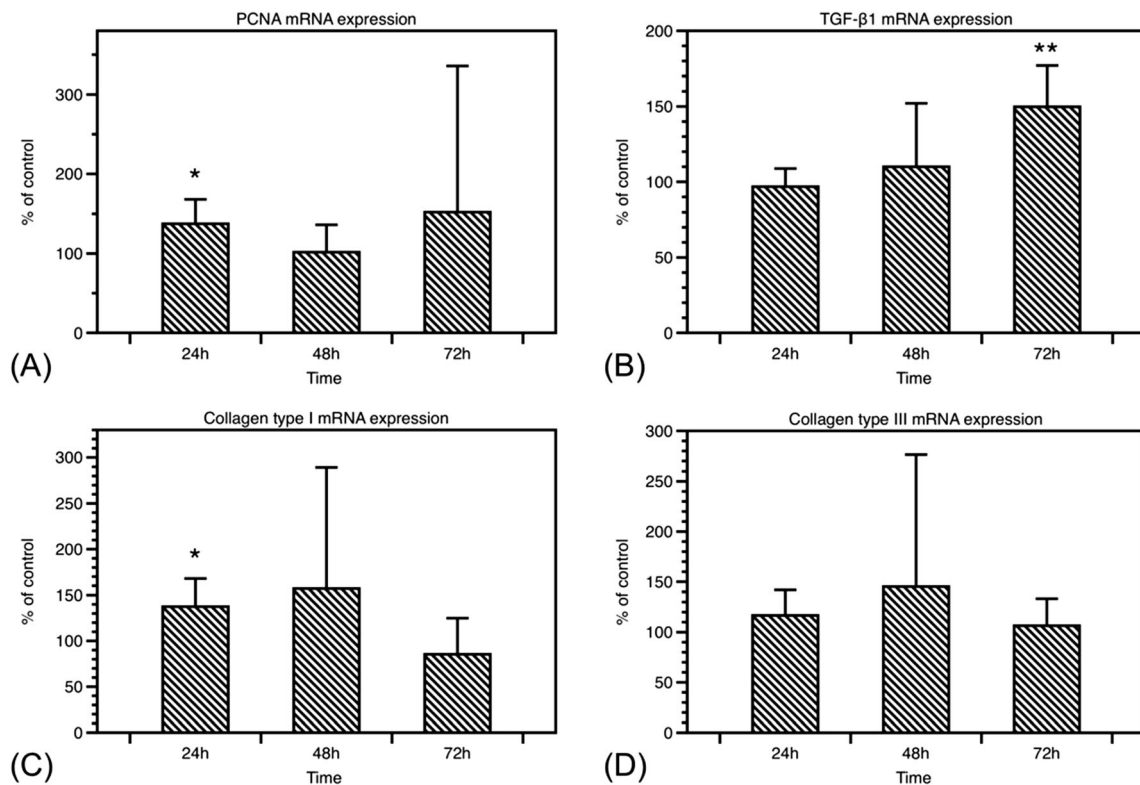 PCNA mRNA expression
% of control
300
200
100
0
*
24h
48h
72h
Time
(A)
TGF-β1 mRNA expression
% of control
200
150
100
50
0
**
24h
48h
72h
Time
(B)
Collagen type I mRNA expression
% of control
300
250
200
150
100
50
0
*
24h
48h
72h
Time
(C)
Collagen type III mRNA expression
% of control
300
250
200
150
100
50
0
24h
48h
72h
Time
(D)